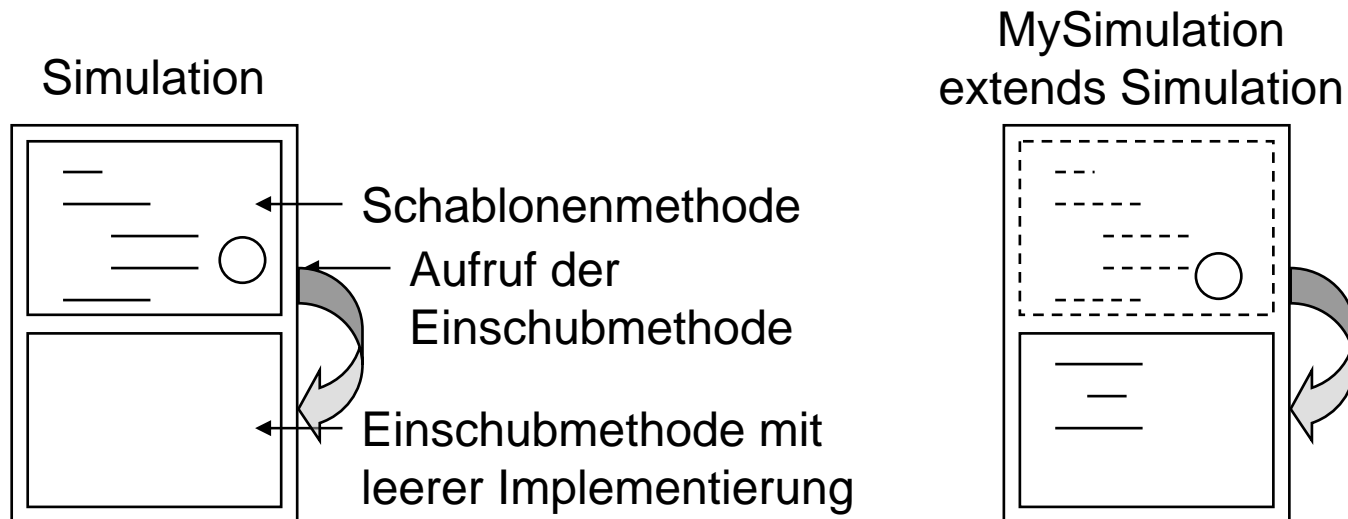 Simulation
MySimulation
extends Simulation
Schablonenmethode
Aufruf der
Einschubmethode
Einschubmethode mit
leerer Implementierung